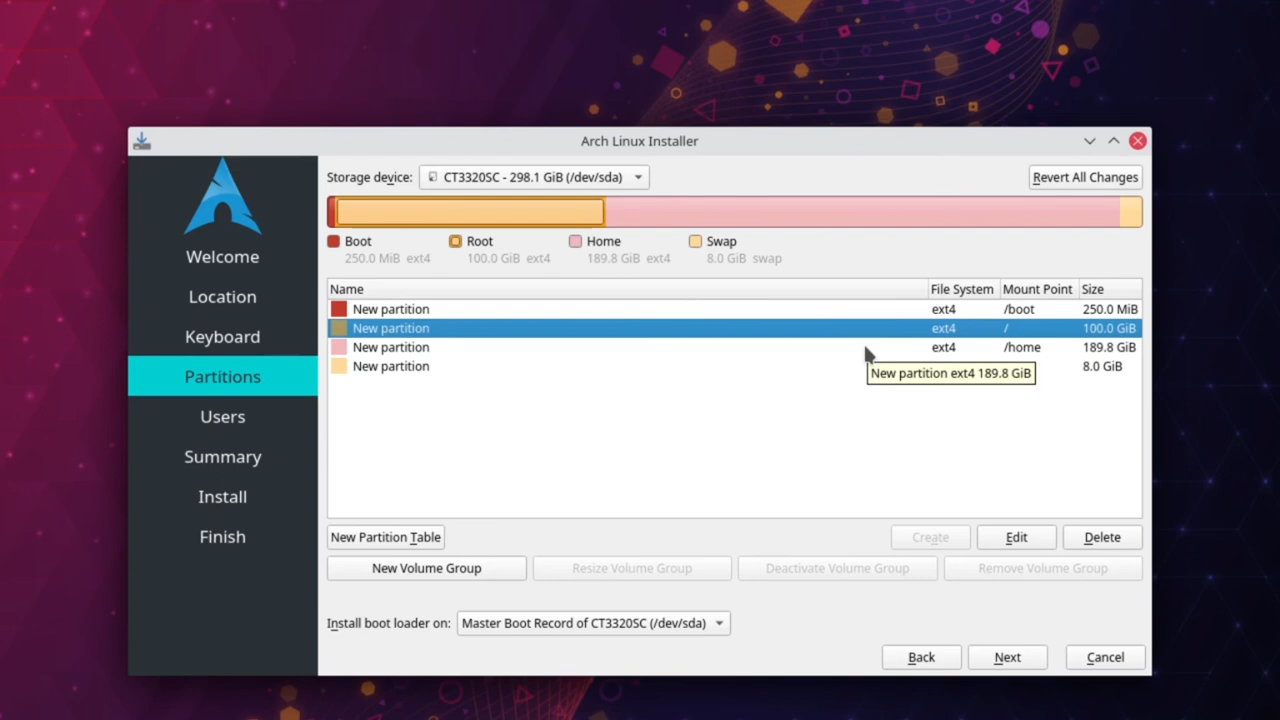 Arch Linux Installer
Storage device: CT3320SC - 298.1 GiB (/dev/sda) Revert All Changes
Boot Root Home Swap
250.0 MiB ext4 100.0 GiB ext4 189.8 GiB ext4 8.0 GiB swap
Welcome
Location
Keyboard
Partitions
Users
Summary
Install
Finish
Name File System Mount Point Size
New partition ext4 /boot 250.0 MiB
New partition ext4 / 100.0 GiB
New partition ext4 /home 189.8 GiB
New partition 8.0 GiB
New partition ext4 189.8 GiB
New Partition Table Create Edit Delete
New Volume Group Resize Volume Group Deactivate Volume Group Remove Volume Group
Install boot loader on: Master Boot Record of CT3320SC (/dev/sda)
Back Next Cancel